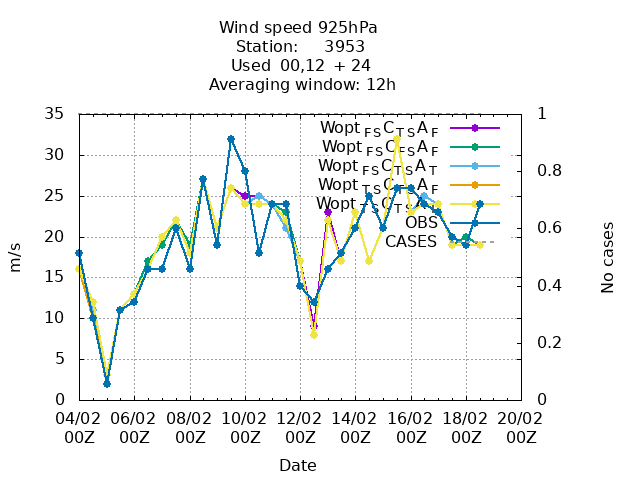 Wind speed 925hPa
Station: 3953
Used 00,12 + 24
Averaging window: 12h
35 1
Wopt FS C TS A F
Wopt FS C FS A F
30
Wopt FS C TS A T
0.8
Wopt TS C TS A F
25
Wopt TS C TS
OBS
20 CASES 0.6
m/s No cases
15
0.4
10
0.2
5
0 0
04/02 06/02 08/02 10/02 12/02 14/02 16/02 18/02 20/02
00Z 00Z 00Z 00Z 00Z 00Z 00Z 00Z 00Z
Date